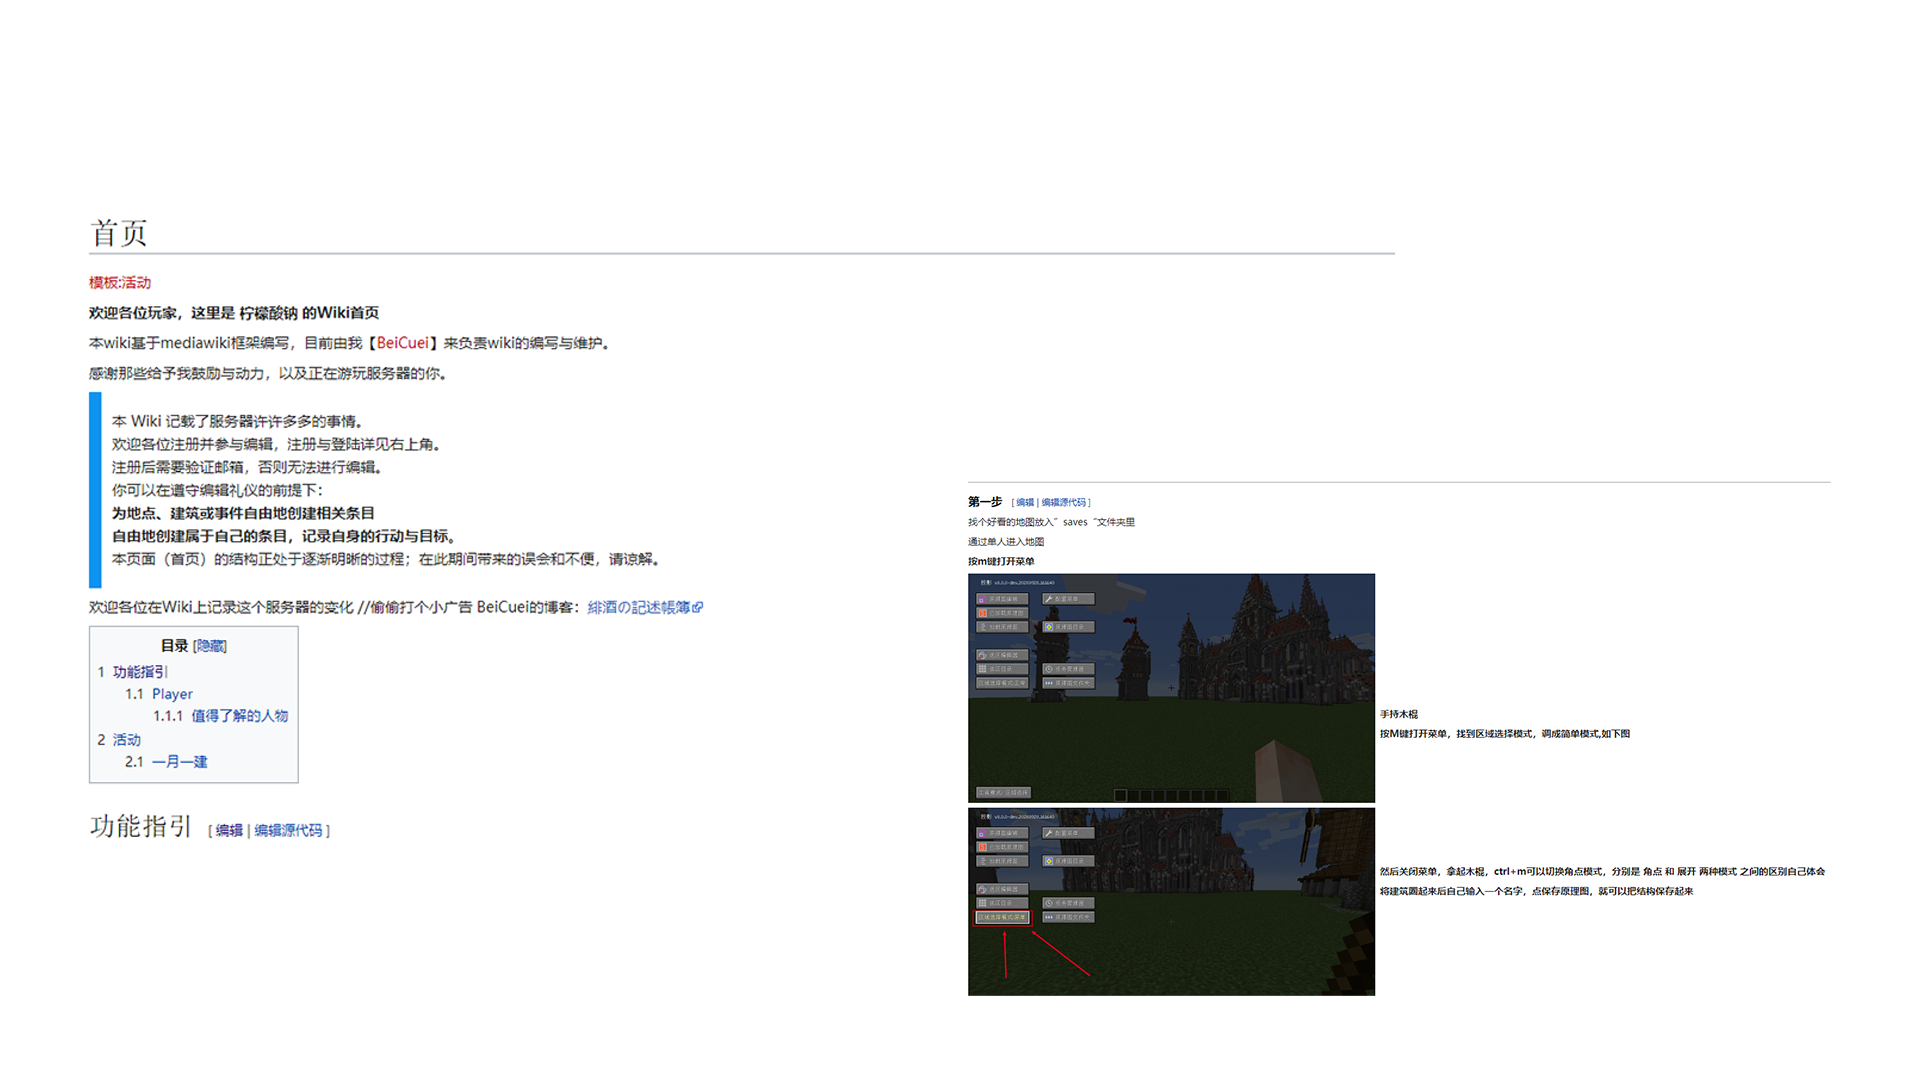 首页
模板:活动
欢迎各位玩家，这里是 柠檬酸钠 的Wiki首页
本wiki基于mediawiki框架编写，目前由我【BeiCuei】来负责wiki的编写与维护。
感谢那些给予我鼓励与动力，以及正在游玩服务器的你。
本 Wiki 记载了服务器许许多多的事情。
欢迎各位注册并参与编辑，注册与登陆详见右上角。
注册后需要验证邮箱，否则无法进行编辑。
你可以在遵守编辑礼仪的前提下：
为地点、建筑或事件自由地创建相关条目
自由地创建属于自己的条目，记录自身的行动与目标。
本页面（首页）的结构正处于逐渐明晰的过程；在此期间带来的误会和不便，请谅解。
欢迎各位在Wiki上记录这个服务器的变化 //偷偷打个小广告 BeiCuei的博客：緋酒の記述帳簿
目录 [隐藏]
1 功能指引
1.1 Player
1.1.1 值得了解的人物
2 活动
2.1 一月一建
功能指引 [ 编辑 | 编辑源代码 ]
第一步 [ 编辑 | 编辑源代码 ]
找个好看的地图放入”saves“文件夹里
通过单人进入地图
按m键打开菜单
配置菜单
手持木棍
按M键打开菜单，找到区域选择模式，调成简单模式,如下图
配置菜单
然后关闭菜单，拿起木棍，ctrl+m可以切换角点模式，分别是 角点 和 展开 两种模式 之间的区别自己体会
将建筑圈起来后自己输入一个名字，点保存原理图，就可以把结构保存起来